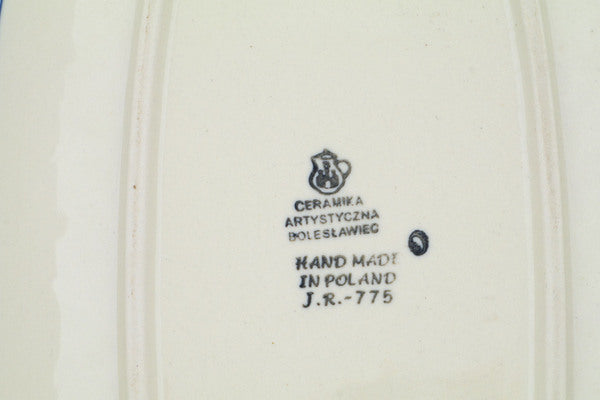 CERAMIKA
ARTYSTYCZNA
BOLESŁAWIEC
HAND MADE
IN POLAND
J.R.-775